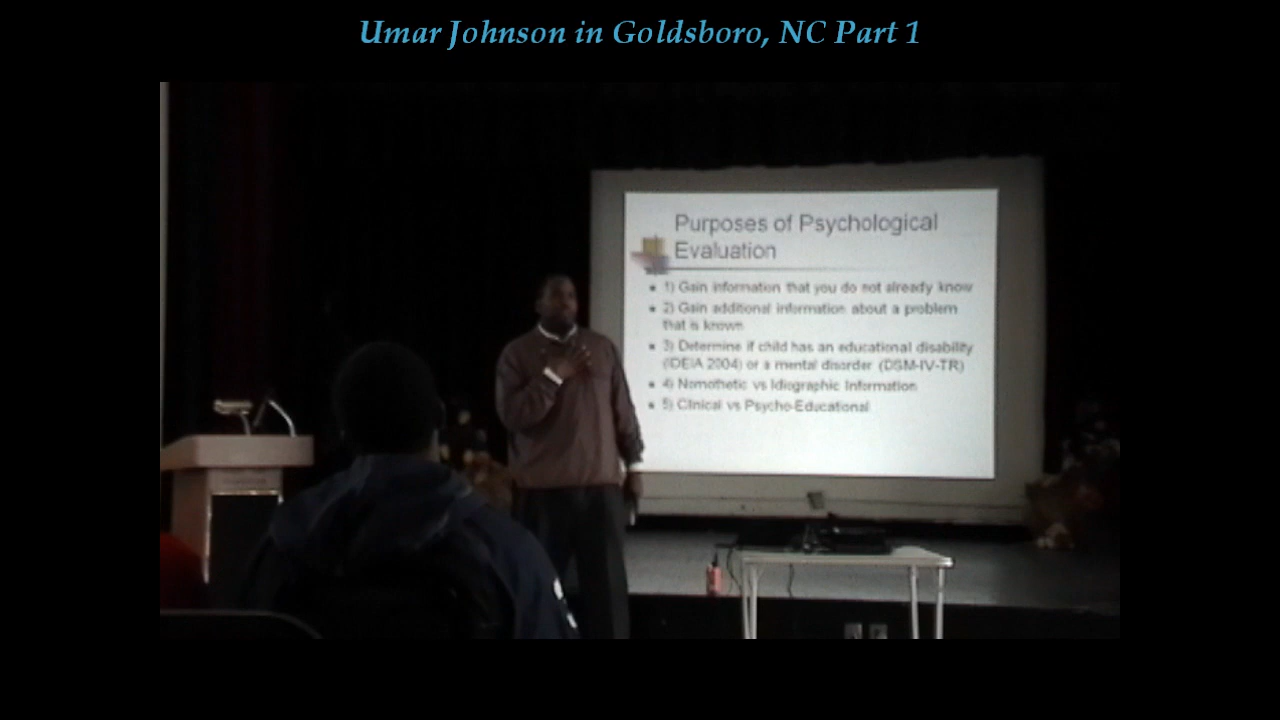 Umar Johnson in Goldsboro, NC Part 1
Purposes of Psychological
Evaluation
1) Gain information that you do not already know
2) Gain additional information about a problem
that is known
3) Determine if child has an educational disability
(IDEIA 2004) or a mental disorder (DSM-IV-TR)
4) Nomothetic vs Idiographic Information
5) Clinical vs Psycho-Educational